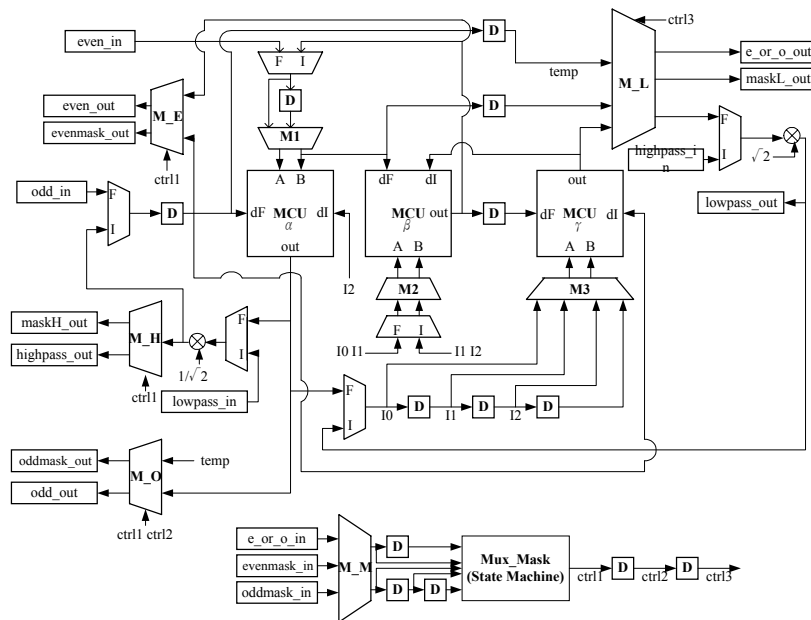 even_in
F I
D
ctrl3
e_or_o_out
temp
M_L
maskL_out
even_out
M_E
D
D
evenmask_out
M1
F
I
highpass_i
n
√2
ctrl1
A B
dF dI
out
odd_in
F
I
D
MCU
α
dF
dI
out
MCU
β
out
A B
D
MCU
γ
dF
dI
A B
lowpass_out
I2
M2
M3
maskH_out
M_H
F
I
F I
highpass_out
1/√2
I0 I1
I1 I2
ctrl1
lowpass_in
F
I
I0
D
I1
D
I2
D
oddmask_out
M_O
temp
odd_out
ctrl1 ctrl2
e_or_o_in
evenmask_in
oddmask_in
M_M
D
D
D
Mux_Mask
(State Machine)
ctrl1
D
ctrl2
D
ctrl3